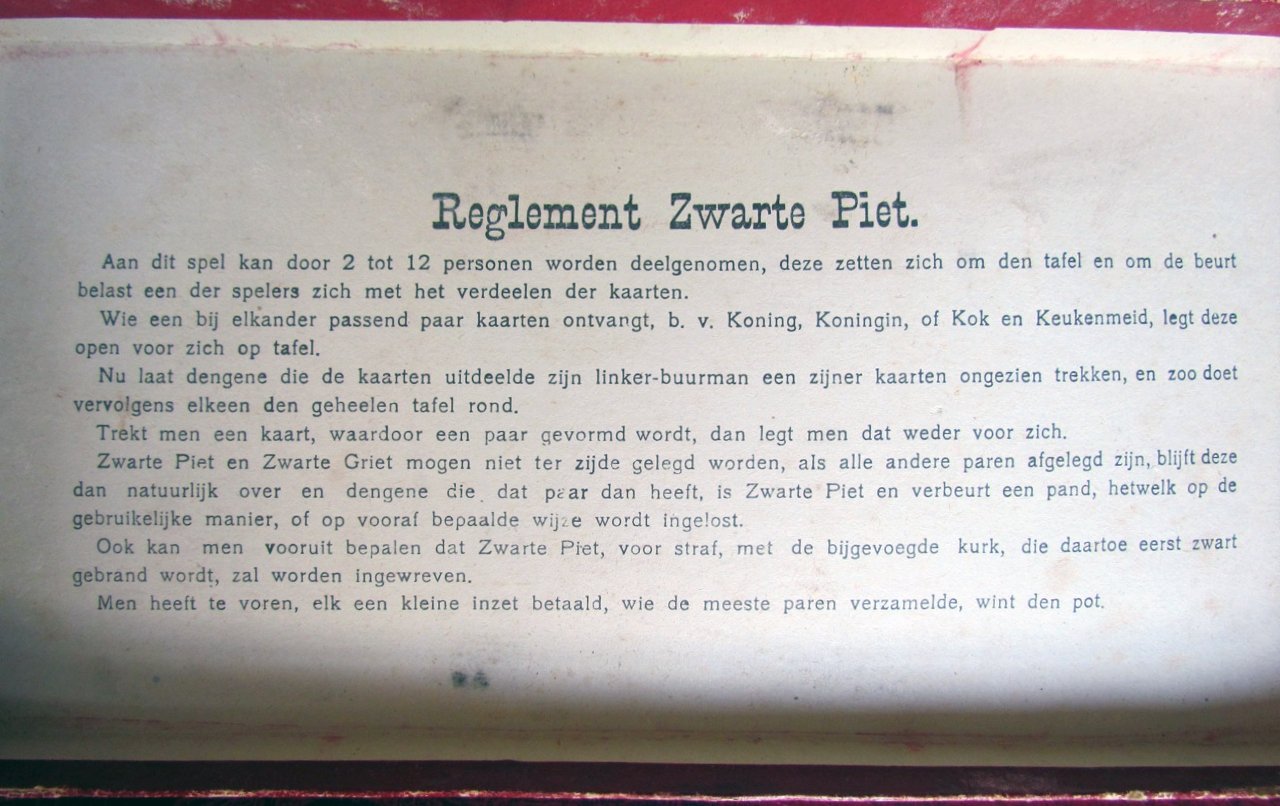 Reglement Zwarte Piet.
Aan dit spel kan door 2 tot 12 personen worden deelgenomen, deze zetten zich om den tafel en om de beurt
belast een der spelers zich met het verdeelen der kaarten.
Wie een bij elkander passend paar kaarten ontvangt, b. v. Koning, Koningin, of Kok en Keukenmeid, legt deze
open voor zich op tafel.
Nu laat dengene die de kaarten uitdeelde zijn linker-buurman een zijner kaarten ongezien trekken, en zoo doet
vervolgens elkeen den geheelen tafel rond.
Trekt men een kaart, waardoor een paar gevormd wordt, dan legt men dat weder voor zich.
Zwarte Piet en Zwarte Griet mogen niet ter zijde gelegd worden, als alle andere paren afgelegd zijn, blijft deze
dan natuurlijk over en dengene die dat paar dan heeft, is Zwarte Piet en verbeurt een pand, hetwelk op de
gebruikelijke manier, of op vooraf bepaalde wijze wordt ingelost.
Ook kan men vooruit bepalen dat Zwarte Piet, voor straf, met de bijgevoegde kurk, die daartoe eerst zwart
gebrand wordt, zal worden ingewreven.
Men heeft te voren, elk een kleine inzet betaald, wie de meeste paren verzamelde, wint den pot.